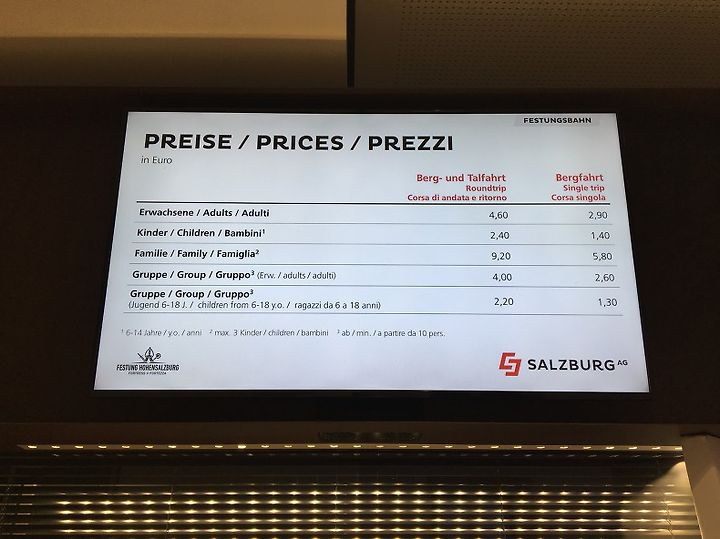 FESTUNGSBAHN
PREISE / PRICES / PREZZI
in Euro
Berg- und Talfahrt Bergfahrt
Roundtrip Single trip
Corsa di andata e ritorno Corsa singola
Erwachsene / Adults / Adulti 4,60 2,90
Kinder / Children / Bambini¹ 2,40 1,40
Familie / Family / Famiglia² 9,20 5,80
Gruppe / Group / Gruppo³ (Erw. / adults / adulti) 4,00 2,60
Gruppe / Group / Gruppo³
(Jugend 6-18 J. / children from 6-18 y.o. / ragazzi da 6 a 18 anni) 2,20 1,30
¹ 6-14 Jahre / y.o. / anni ² max. 3 Kinder / children / bambini ³ ab / min. / a partire da 10 pers.
FESTUNG HOHENSALZBURG
FORTRESS • FORTEZZA
SALZBURG AG